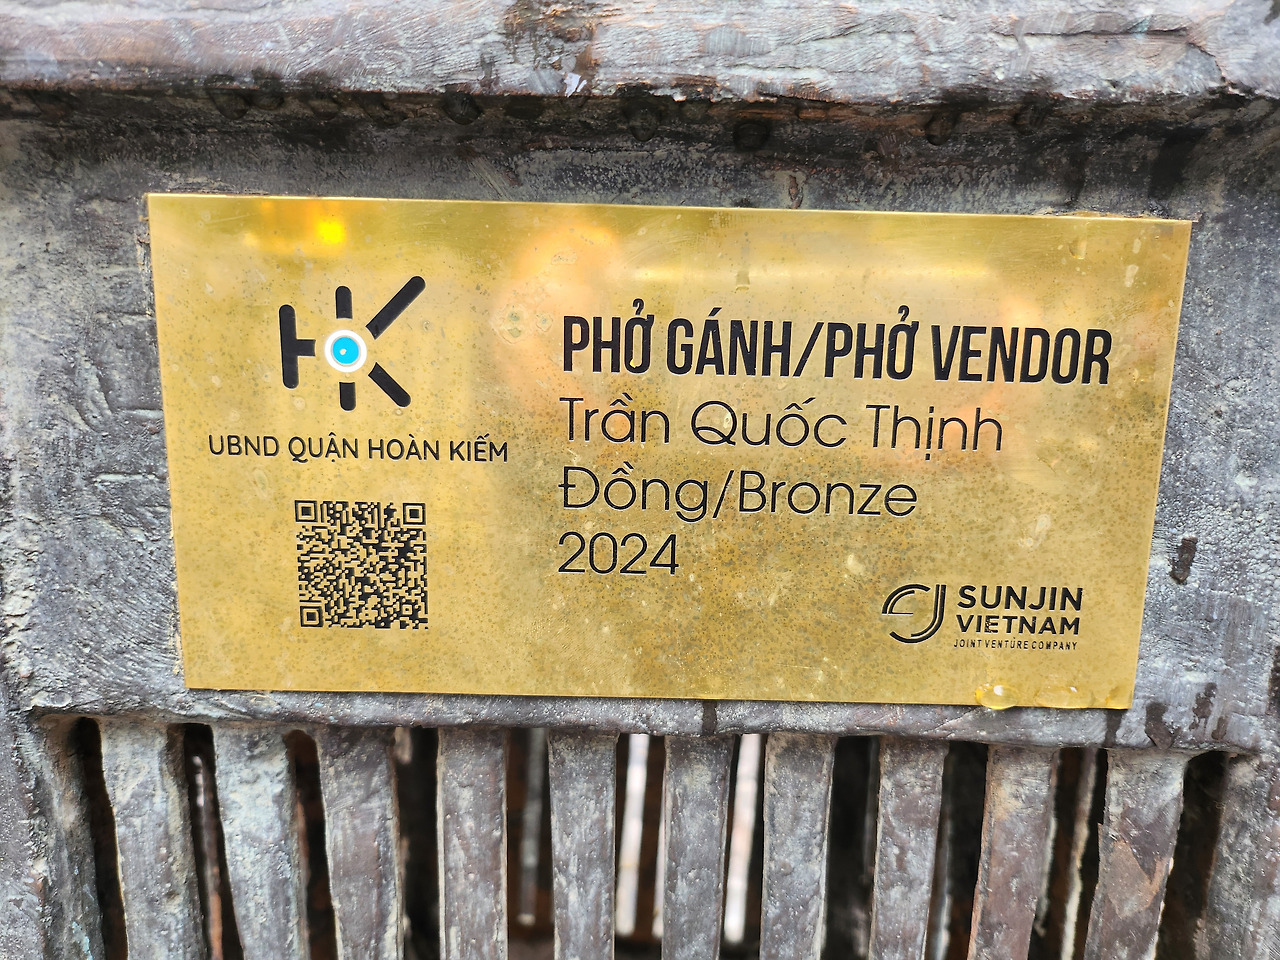 HK
UBND QUẬN HOÀN KIẾM
PHỞ GÁNH/PHỞ VENDOR
Trần Quốc Thịnh
Đồng/Bronze
2024
SUNJIN
VIETNAM
JOINT VENTURE COMPANY